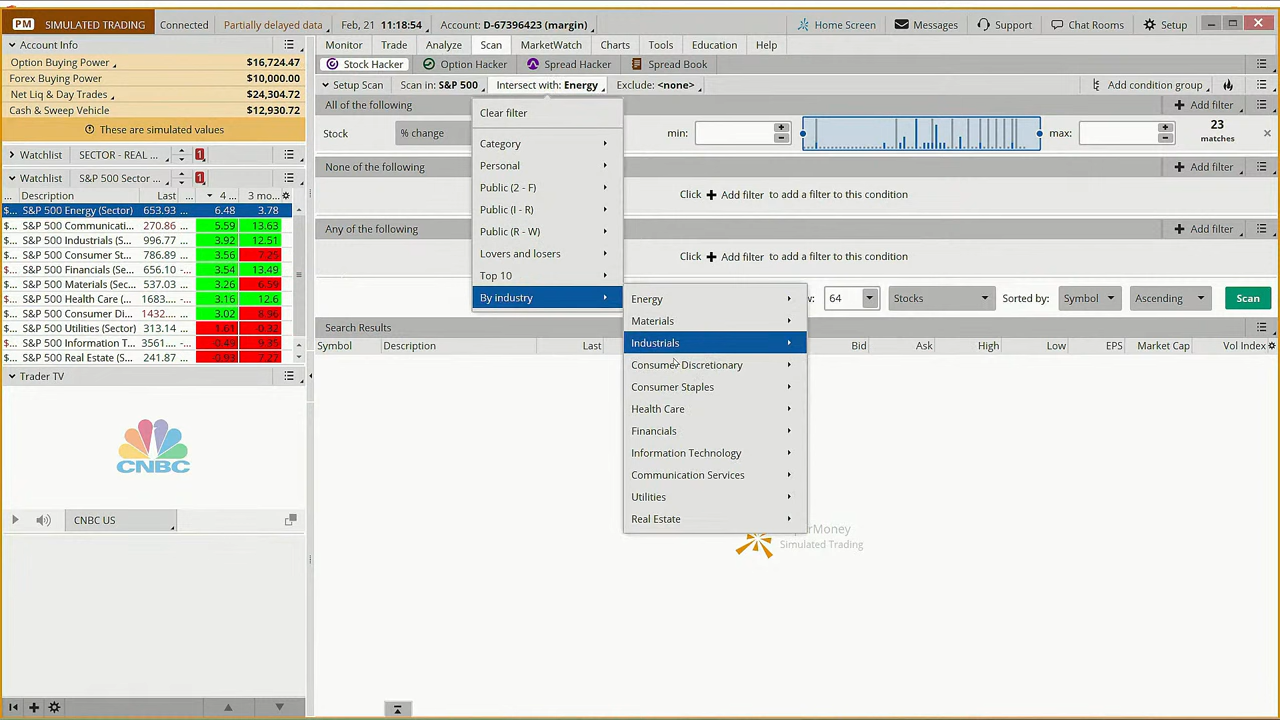 PM SIMULATED TRADING Connected Partially delayed data Feb, 21 11:18:54 Account: D-67396423 (margin) Home Screen Messages Support Chat Rooms Setup
Account Info
Option Buying Power $16,724.47
Forex Buying Power $10,000.00
Net Liq & Day Trades $24,304.72
Cash & Sweep Vehicle $12,930.72
These are simulated values
Watchlist SECTOR - REAL ... 1
Watchlist S&P 500 Sector ... 1
... Description Last ... 4 ... 3 mo...
$... S&P 500 Energy (Sector) 653.93 ... 6.48 3.78
$... S&P 500 Communicati... 270.86 ... 5.59 13.63
$... S&P 500 Industrials (S... 996.77 ... 3.92 12.51
$... S&P 500 Consumer St... 786.89 ... 3.56 7.25
$... S&P 500 Financials (Se... 656.10 ... 3.54 13.49
$... S&P 500 Materials (Sec... 537.03 ... 3.26 6.59
$... S&P 500 Health Care (... 1683.... ... 3.16 12.6
$... S&P 500 Consumer Di... 1432.... ... 3.02 8.96
$... S&P 500 Utilities (Sector) 313.14 ... 1.61 -0.32
$... S&P 500 Information T... 3561.... ... -0.49 9.35
$... S&P 500 Real Estate (S... 241.87 ... -0.93 7.27
Trader TV
CNBC
CNBC US
Monitor Trade Analyze Scan MarketWatch Charts Tools Education Help
Stock Hacker Option Hacker Spread Hacker Spread Book
Setup Scan Scan in: S&P 500 Intersect with: Energy Exclude: <none> Add condition group
All of the following Add filter
Stock % change min: max: 23
matches
None of the following Add filter
Click Add filter to add a filter to this condition
Any of the following Add filter
Click Add filter to add a filter to this condition
Clear filter
Category
Personal
Public (2 - F)
Public (I - R)
Public (R - W)
Lovers and losers
Top 10
By industry
Energy
Materials
Industrials
Consumer Discretionary
Consumer Staples
Health Care
Financials
Information Technology
Communication Services
Utilities
Real Estate
64 Stocks Sorted by: Symbol Ascending Scan
Search Results
Symbol Description Last Bid Ask High Low EPS Market Cap Vol Index
Simulated Trading